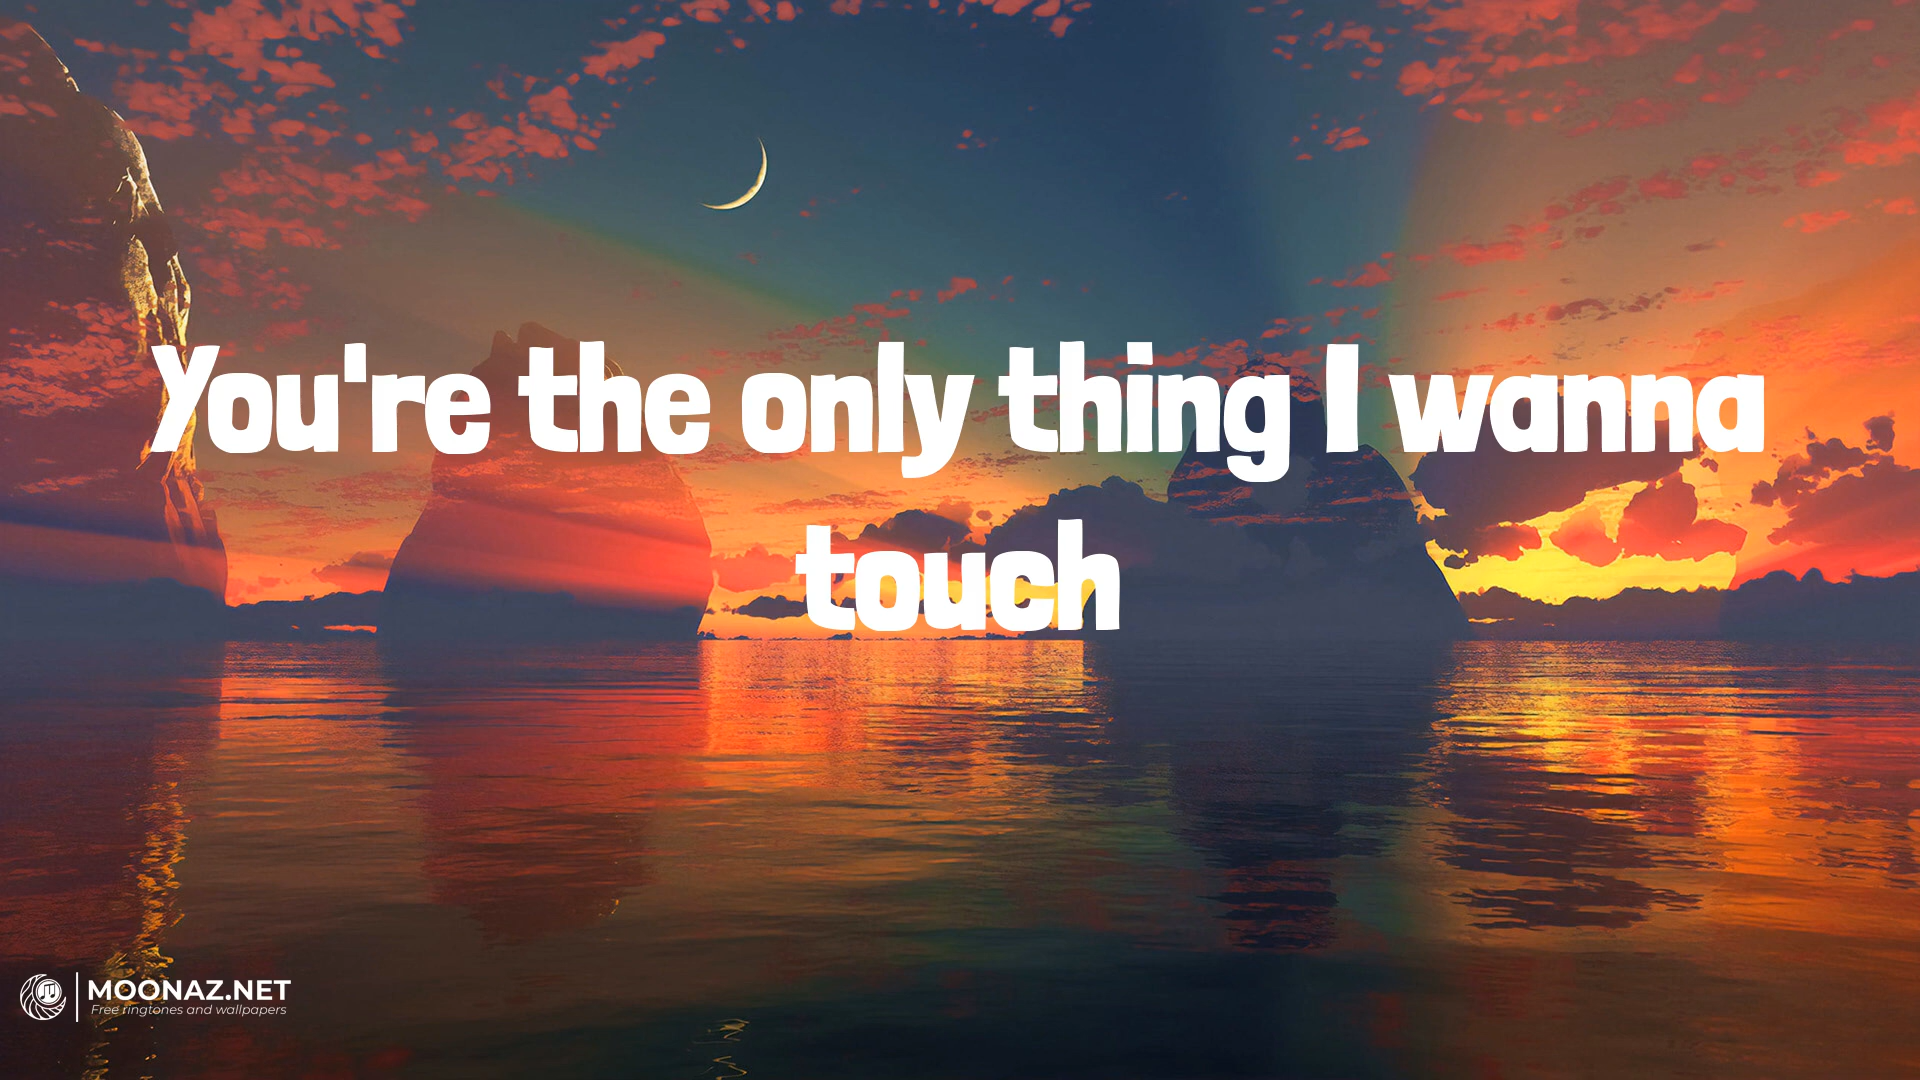 You're the only thing I wanna
touch
MOONAZ.NET
Free ringtones and wallpapers